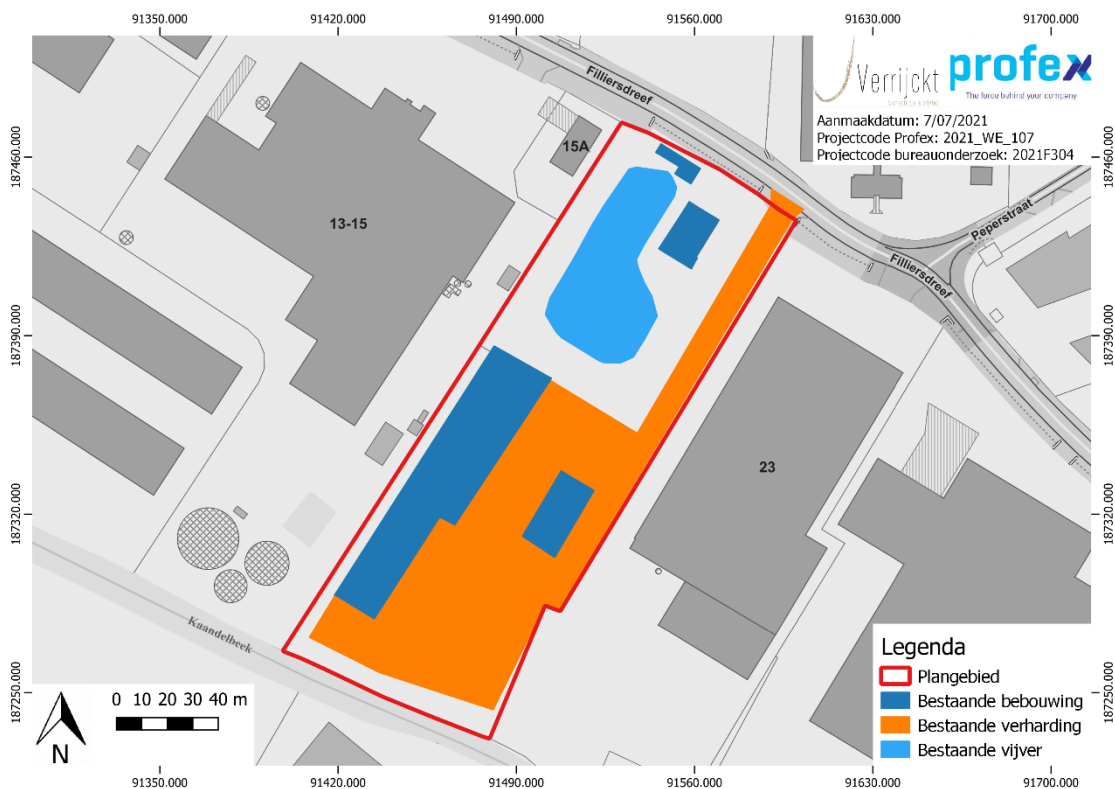 91350.000 91420.000 91490.000 91560.000 91630.000 91700.000
Verrijckt
profex
The force behind your company
Aanmaakdatum: 7/07/2021
Projectcode Profex: 2021_WE_107
Projectcode bureauonderzoek: 2021F304
Filliersdreef
15A
13-15
Peperstraat
Filliersdreef
23
Kaandelbeek
187460.000
187390.000
187320.000
187250.000
187460.000
187390.000
187320.000
187250.000
Legenda
Plangebied
Bestaande bebouwing
Bestaande verharding
Bestaande vijver
N
0 10 20 30 40 m
91350.000 91420.000 91490.000 91560.000 91630.000 91700.000